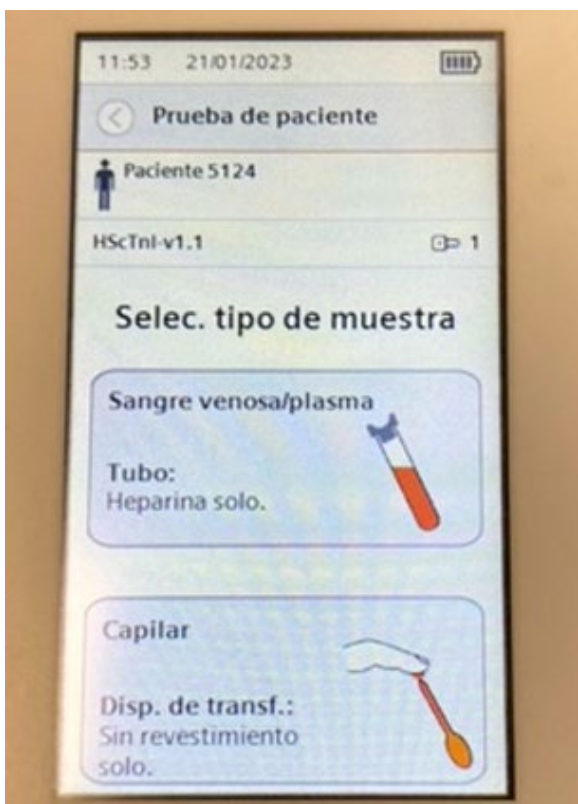 11:53 21/01/2023
Prueba de paciente
Paciente 5124
HScTnI-v1.1 1
Selec. tipo de muestra
Sangre venosa/plasma
Tubo:
Heparina solo.
Capilar
Disp. de transf.:
Sin revestimiento
solo.